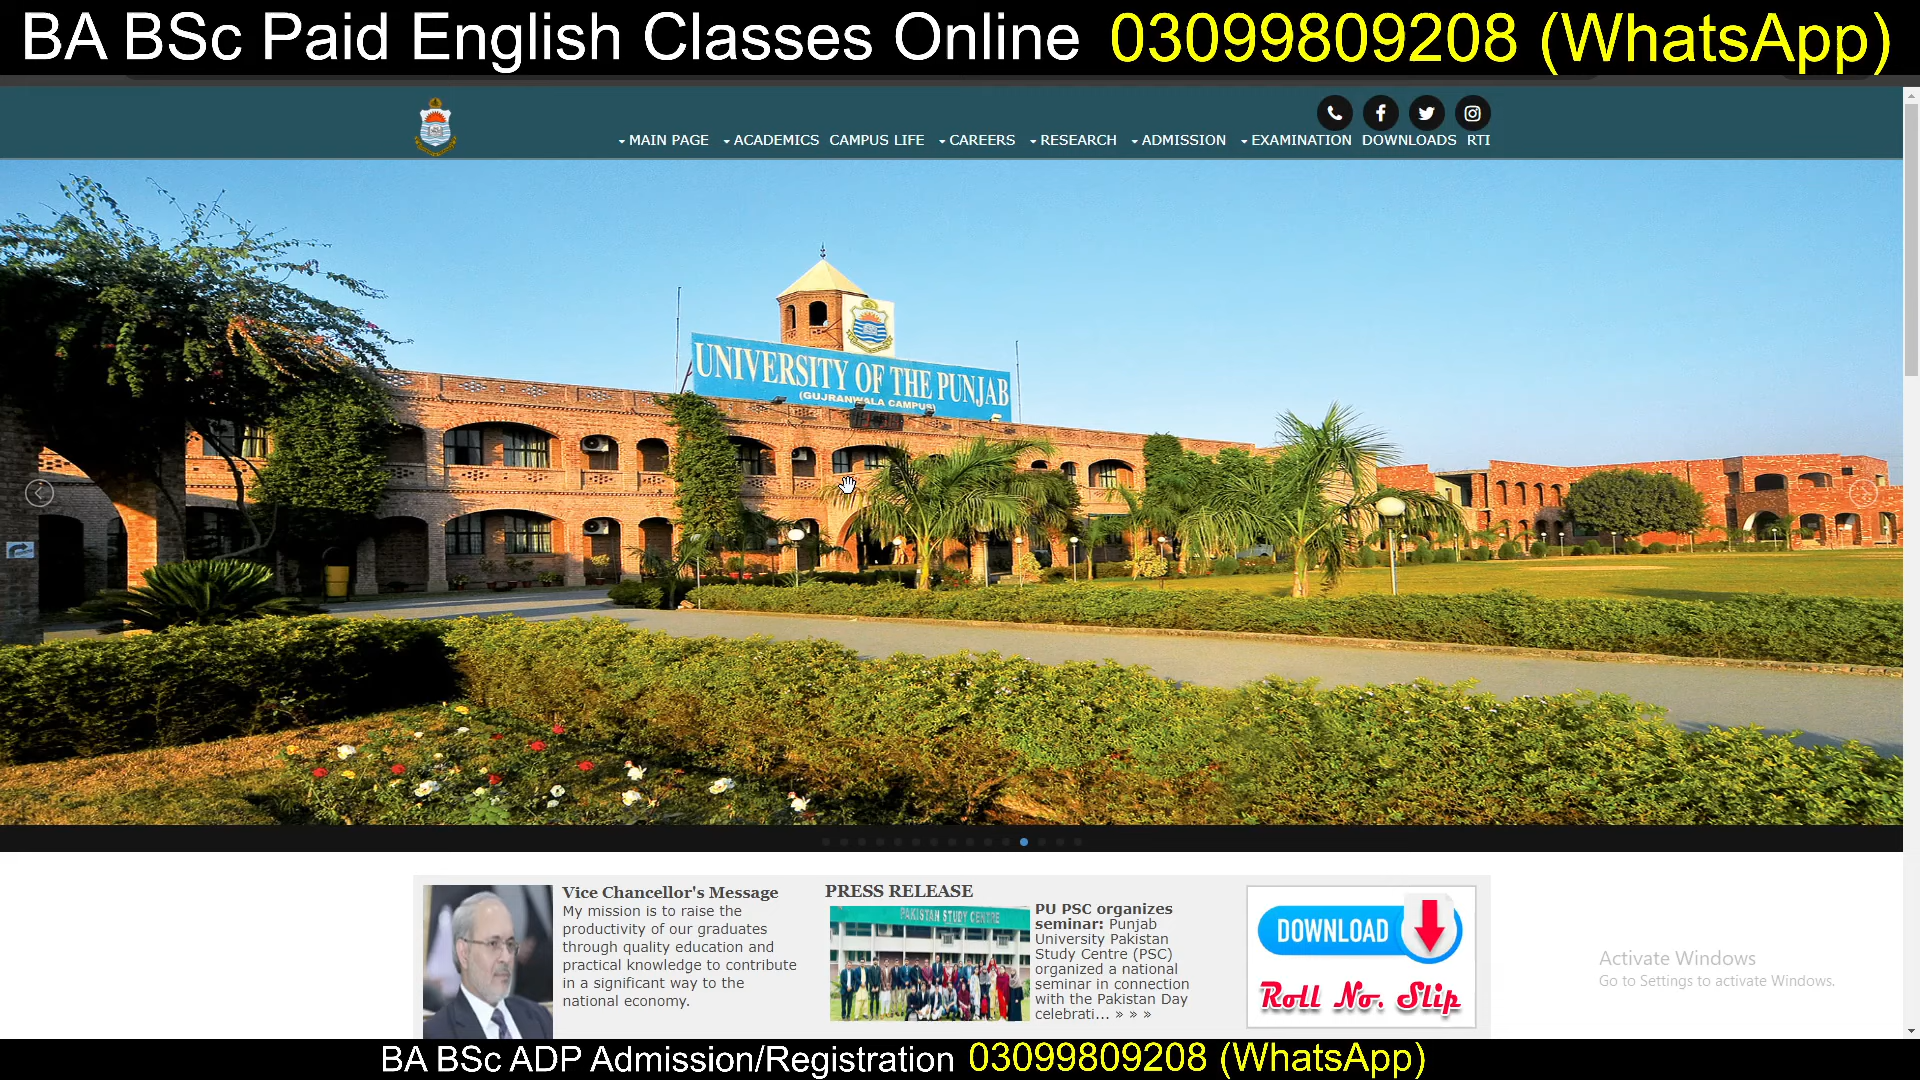 BA BSc Paid English Classes Online 03099809208 (WhatsApp)
MAIN PAGE ACADEMICS CAMPUS LIFE CAREERS RESEARCH ADMISSION EXAMINATION DOWNLOADS RTI
UNIVERSITY OF THE PUNJAB
(GUJRANWALA CAMPUS)
Vice Chancellor's Message
My mission is to raise the
productivity of our graduates
through quality education and
practical knowledge to contribute
in a significant way to the
national economy.
PRESS RELEASE
PAKISTAN STUDY CENTRE
PU PSC organizes
seminar: Punjab
University Pakistan
Study Centre (PSC)
organized a national
seminar in connection
with the Pakistan Day
celebrati... » » »
DOWNLOAD
Roll No. Slip
Activate Windows
Go to Settings to activate Windows.
BA BSc ADP Admission/Registration 03099809208 (WhatsApp)